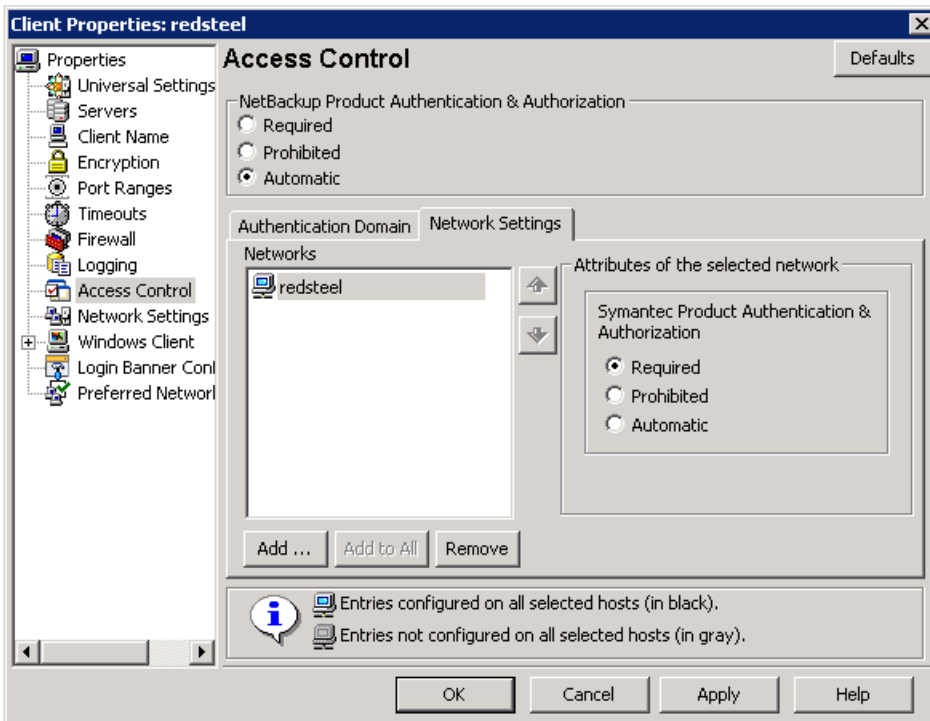 Client Properties: redsteel
Properties
Universal Settings
Servers
Client Name
Encryption
Port Ranges
Timeouts
Firewall
Logging
Access Control
Network Settings
Windows Client
Login Banner Conf
Preferred Network
Access Control
Defaults
NetBackup Product Authentication & Authorization
Required
Prohibited
Automatic
Authentication Domain
Network Settings
Networks
redsteel
Attributes of the selected network
Symantec Product Authentication &
Authorization
Required
Prohibited
Automatic
Add ...
Add to All
Remove
Entries configured on all selected hosts (in black).
Entries not configured on all selected hosts (in gray).
OK
Cancel
Apply
Help